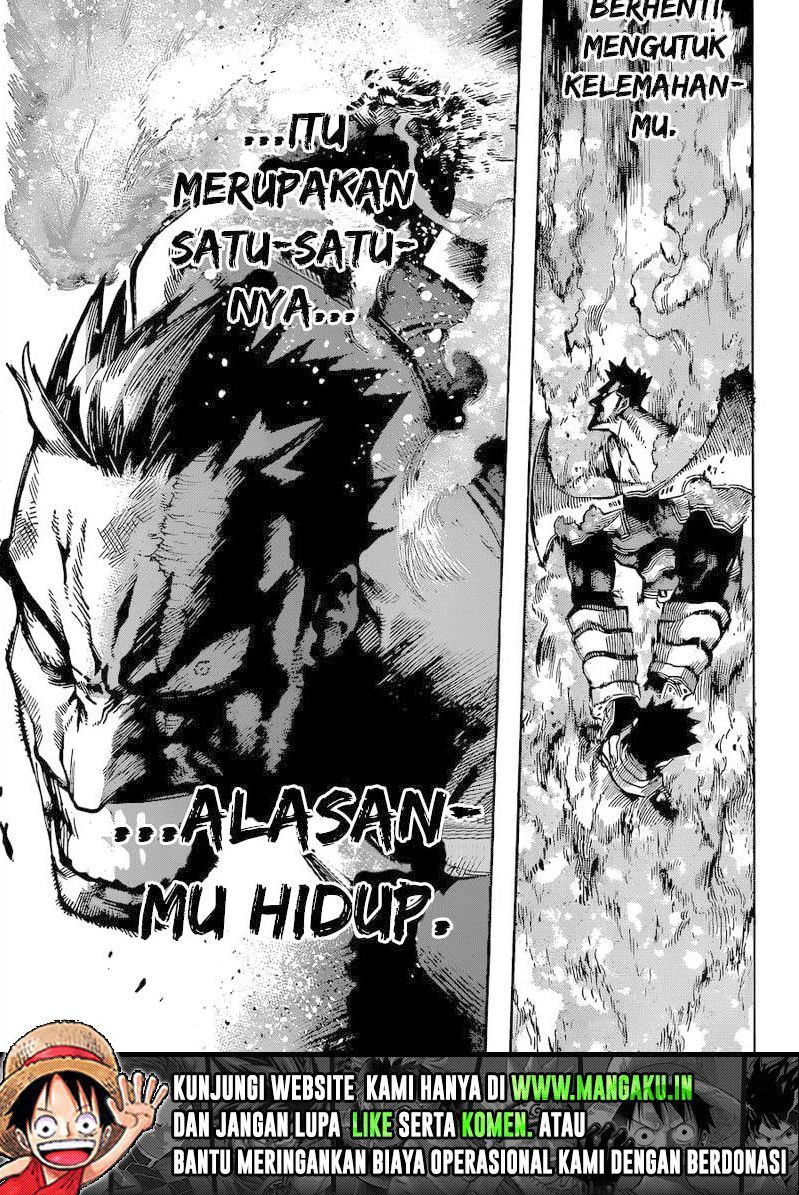 BERHENTI
MENGUTUK
KELEMAHAN-
MU.
...ITU
MERUPAKAN
SATU-SATU-
NYA...
...ALASAN-
MU HIDUP.
KUNJUNGI WEBSITE KAMI HANYA DI WWW.MANGAKU.IN
DAN JANGAN LUPA LIKE SERTA KOMEN. ATAU
BANTU MERINGANKAN BIAYA OPERASIONAL KAMI DENGAN BERDONASI